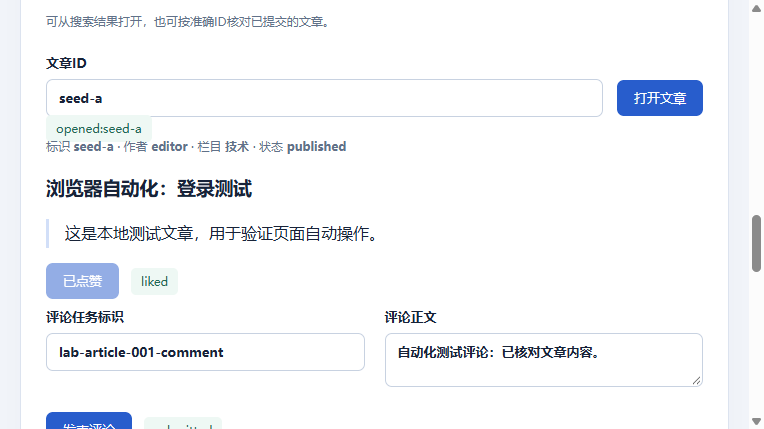 可从搜索结果打开，也可按准确ID核对已提交的文章。
文章ID
seed-a
打开文章
opened:seed-a
标识 seed-a · 作者 editor · 栏目 技术 · 状态 published
浏览器自动化：登录测试
这是本地测试文章，用于验证页面自动操作。
已点赞
liked
评论任务标识
评论正文
lab-article-001-comment
自动化测试评论：已核对文章内容。
发表评论
submitted